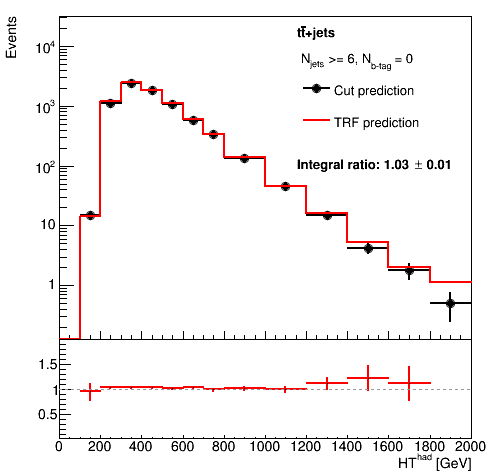 Events
tt̄+jets
N_jets >= 6, N_b-tag = 0
Cut prediction
TRF prediction
Integral ratio: 1.03 ± 0.01
10^4
10^3
10^2
10
1
1.5
1
0.5
0 200 400 600 800 1000 1200 1400 1600 1800 2000
HT^had [GeV]